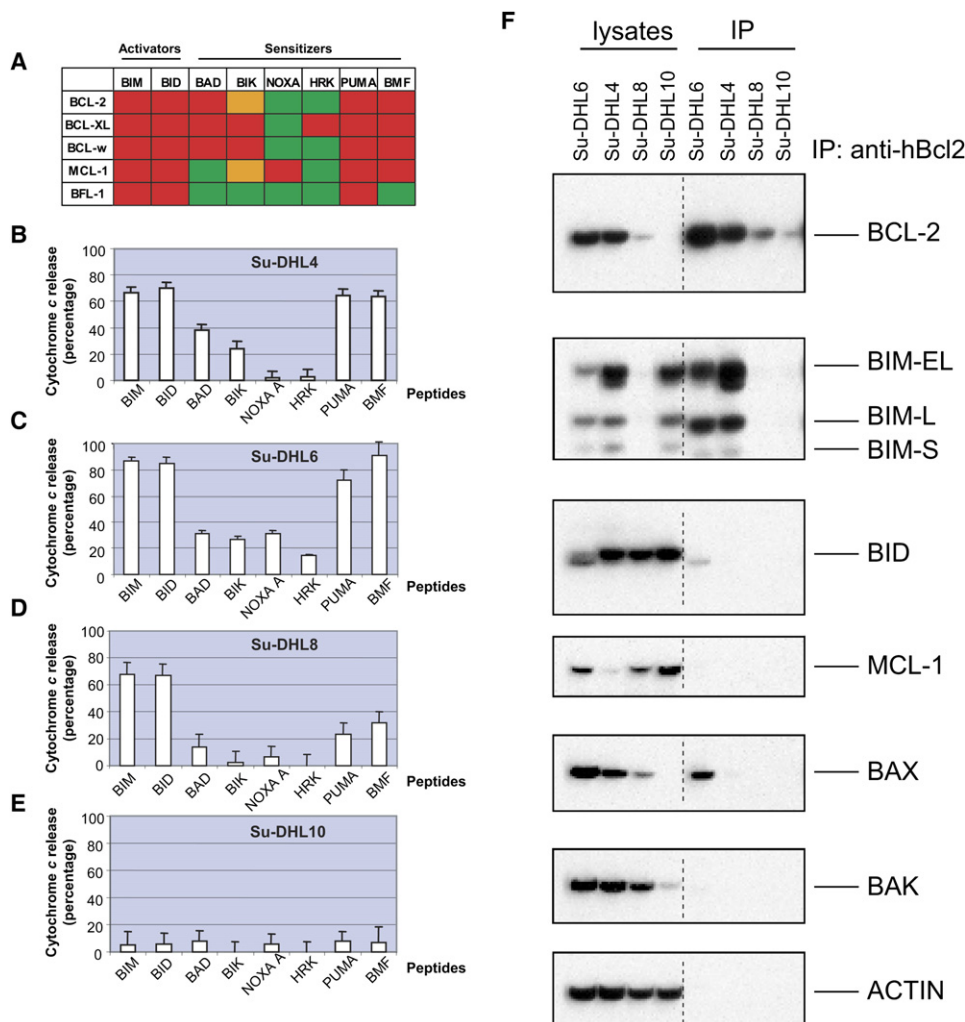 A
Activators Sensitizers
BIM BID BAD BIK NOXA HRK PUMA BMF
BCL-2
BCL-XL
BCL-w
MCL-1
BFL-1
B
Su-DHL4
Cytochrome c release
(percentage)
100
80
60
40
20
0
BIM BID BAD BIK NOXA A HRK PUMA BMF
Peptides
C
Su-DHL6
Cytochrome c release
(percentage)
100
80
60
40
20
0
BIM BID BAD BIK NOXA A HRK PUMA BMF
Peptides
D
Su-DHL8
Cytochrome c release
(percentage)
100
80
60
40
20
0
BIM BID BAD BIK NOXA A HRK PUMA BMF
Peptides
E
Su-DHL10
Cytochrome c release
(percentage)
100
80
60
40
20
0
BIM BID BAD BIK NOXA A HRK PUMA BMF
Peptides
F
lysates IP
Su-DHL6 Su-DHL4 Su-DHL8 Su-DHL10 Su-DHL6 Su-DHL4 Su-DHL8 Su-DHL10
IP: anti-hBcl2
BCL-2
BIM-EL
BIM-L
BIM-S
BID
MCL-1
BAX
BAK
ACTIN